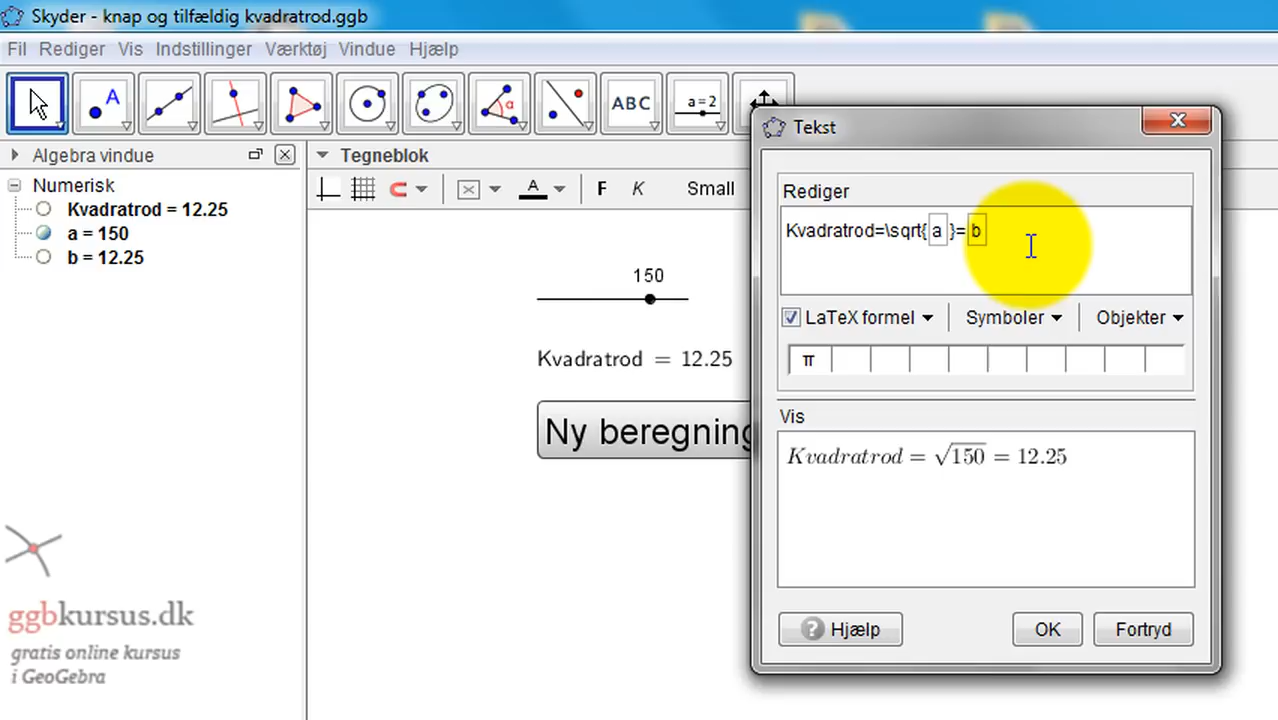 Skyder - knap og tilfældig kvadratrod.ggb
Fil Rediger Vis Indstillinger Værktøj Vindue Hjælp
A α ABC a=2
Algebra vindue
Tegneblok
Numerisk
Kvadratrod = 12.25
a = 150
b = 12.25
A F K Small
150
Kvadratrod = 12.25
Ny beregning
ggbkursus.dk
gratis online kursus
i GeoGebra
Tekst
Rediger
Kvadratrod=\sqrt{ a }= b
LaTeX formel Symboler Objekter
π
Vis
Kvadratrod = √150 = 12.25
? Hjælp OK Fortryd